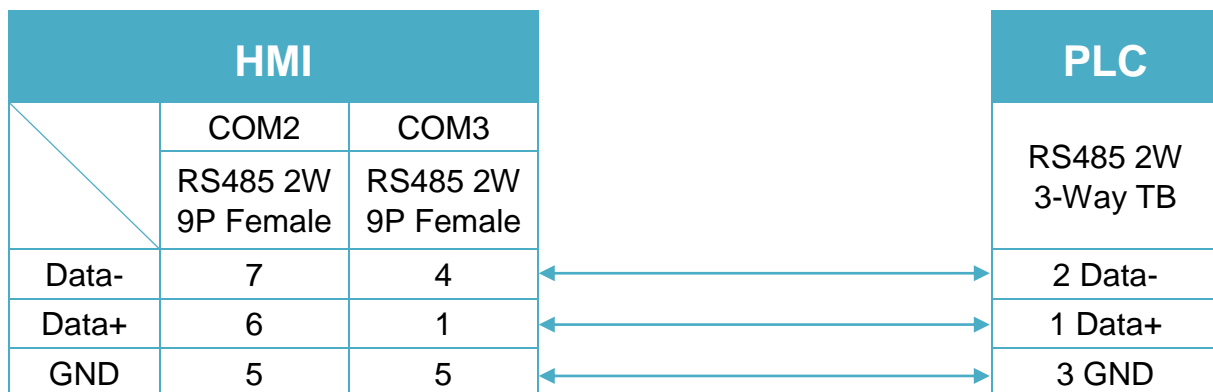 HMI
PLC
COM2 COM3
RS485 2W
9P Female
RS485 2W
9P Female
RS485 2W
3-Way TB
Data- 7 4 2 Data-
Data+ 6 1 1 Data+
GND 5 5 3 GND